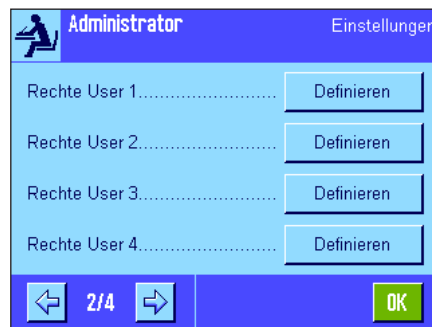 Administrator Einstellungen
Rechte User 1........................ Definieren
Rechte User 2........................ Definieren
Rechte User 3........................ Definieren
Rechte User 4........................ Definieren
2/4 OK